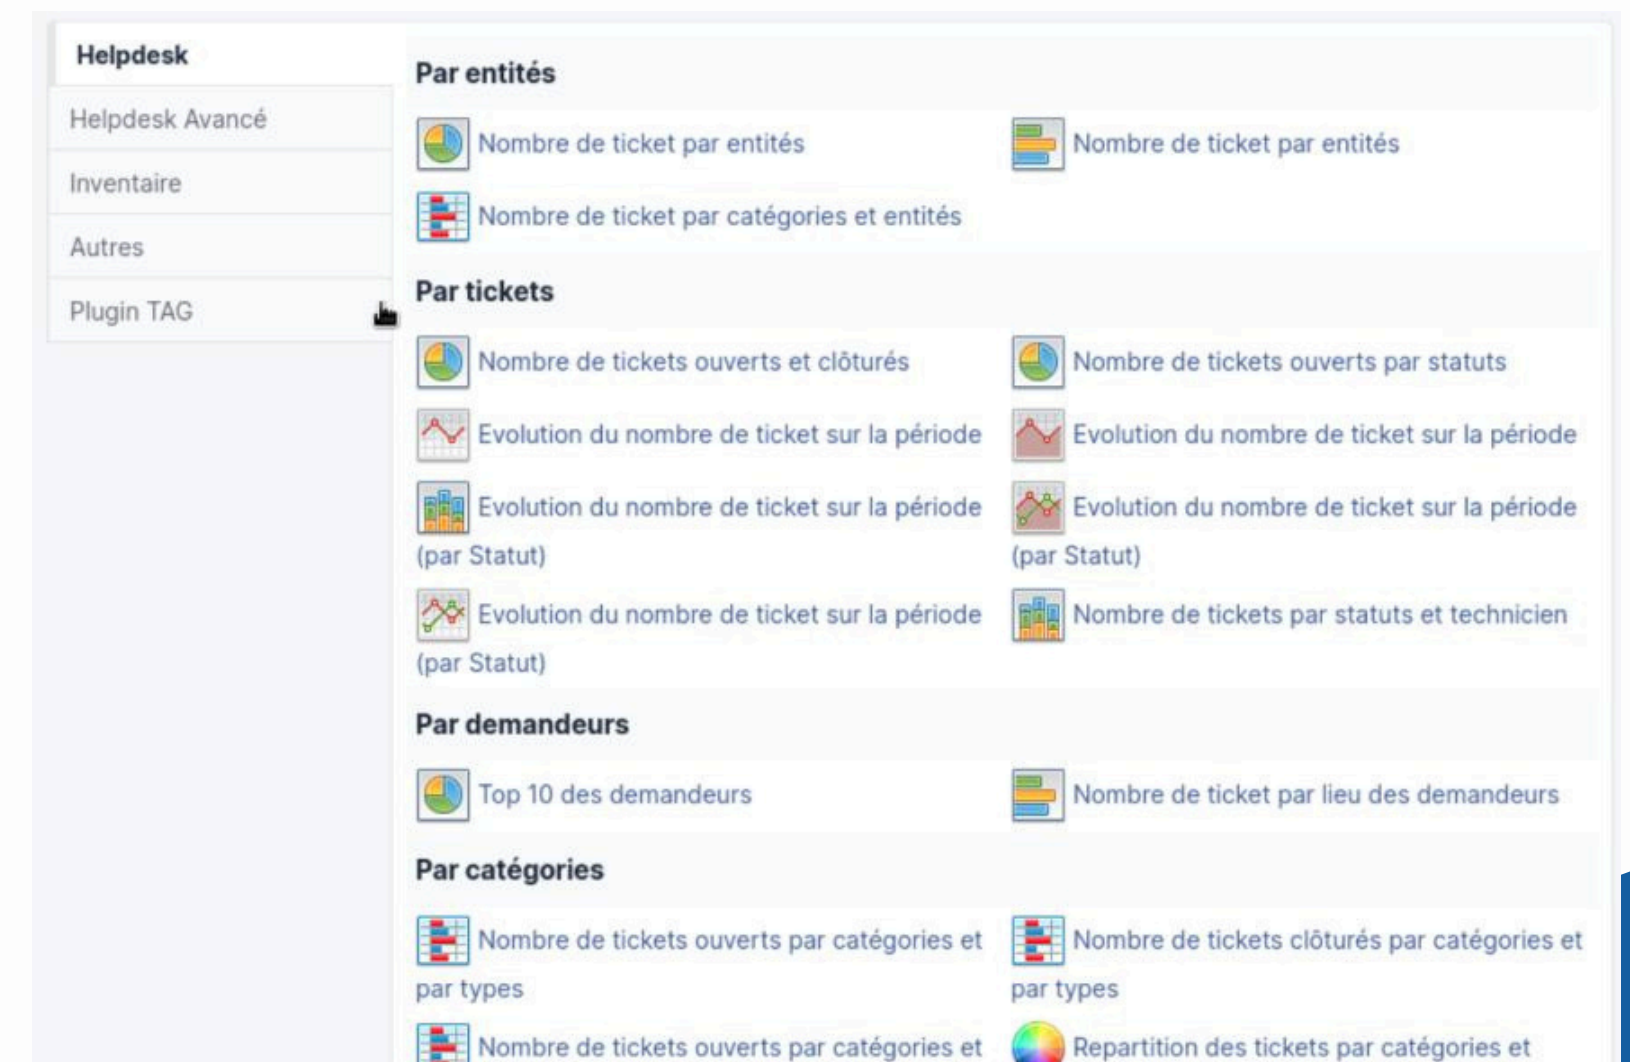 Helpdesk
Helpdesk Avancé
Inventaire
Autres
Plugin TAG
Par entités
Nombre de ticket par entités
Nombre de ticket par entités
Nombre de ticket par catégories et entités
Par tickets
Nombre de tickets ouverts et clôturés
Nombre de tickets ouverts par statuts
Evolution du nombre de ticket sur la période
Evolution du nombre de ticket sur la période
Evolution du nombre de ticket sur la période
(par Statut)
Evolution du nombre de ticket sur la période
(par Statut)
Evolution du nombre de ticket sur la période
(par Statut)
Nombre de tickets par statuts et technicien
Par demandeurs
Top 10 des demandeurs
Nombre de ticket par lieu des demandeurs
Par catégories
Nombre de tickets ouverts par catégories et
par types
Nombre de tickets clôturés par catégories et
par types
Nombre de tickets ouverts par catégories et
Repartition des tickets par catégories et